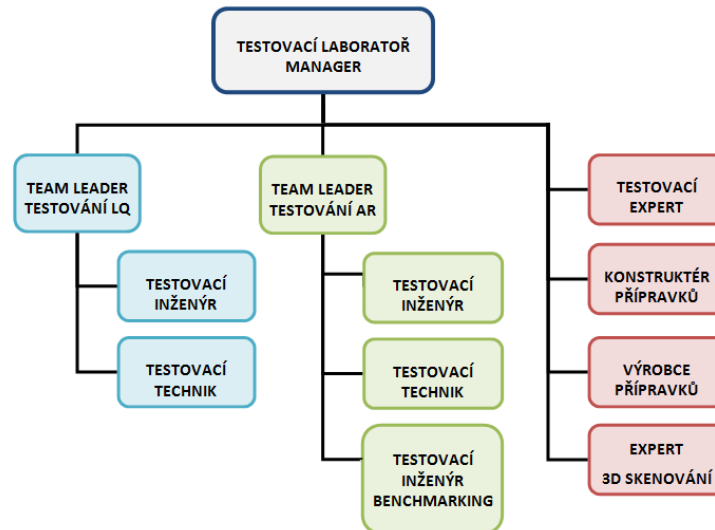 TESTOVACÍ LABORATOŘ
MANAGER
TEAM LEADER
TESTOVÁNÍ LQ
TESTOVACÍ
INŽENÝR
TESTOVACÍ
TECHNIK
TEAM LEADER
TESTOVÁNÍ AR
TESTOVACÍ
INŽENÝR
TESTOVACÍ
TECHNIK
TESTOVACÍ
INŽENÝR
BENCHMARKING
TESTOVACÍ
EXPERT
KONSTRUKTÉR
PŘÍPRAVKŮ
VÝROBCE
PŘÍPRAVKŮ
EXPERT
3D SKENOVÁNÍ